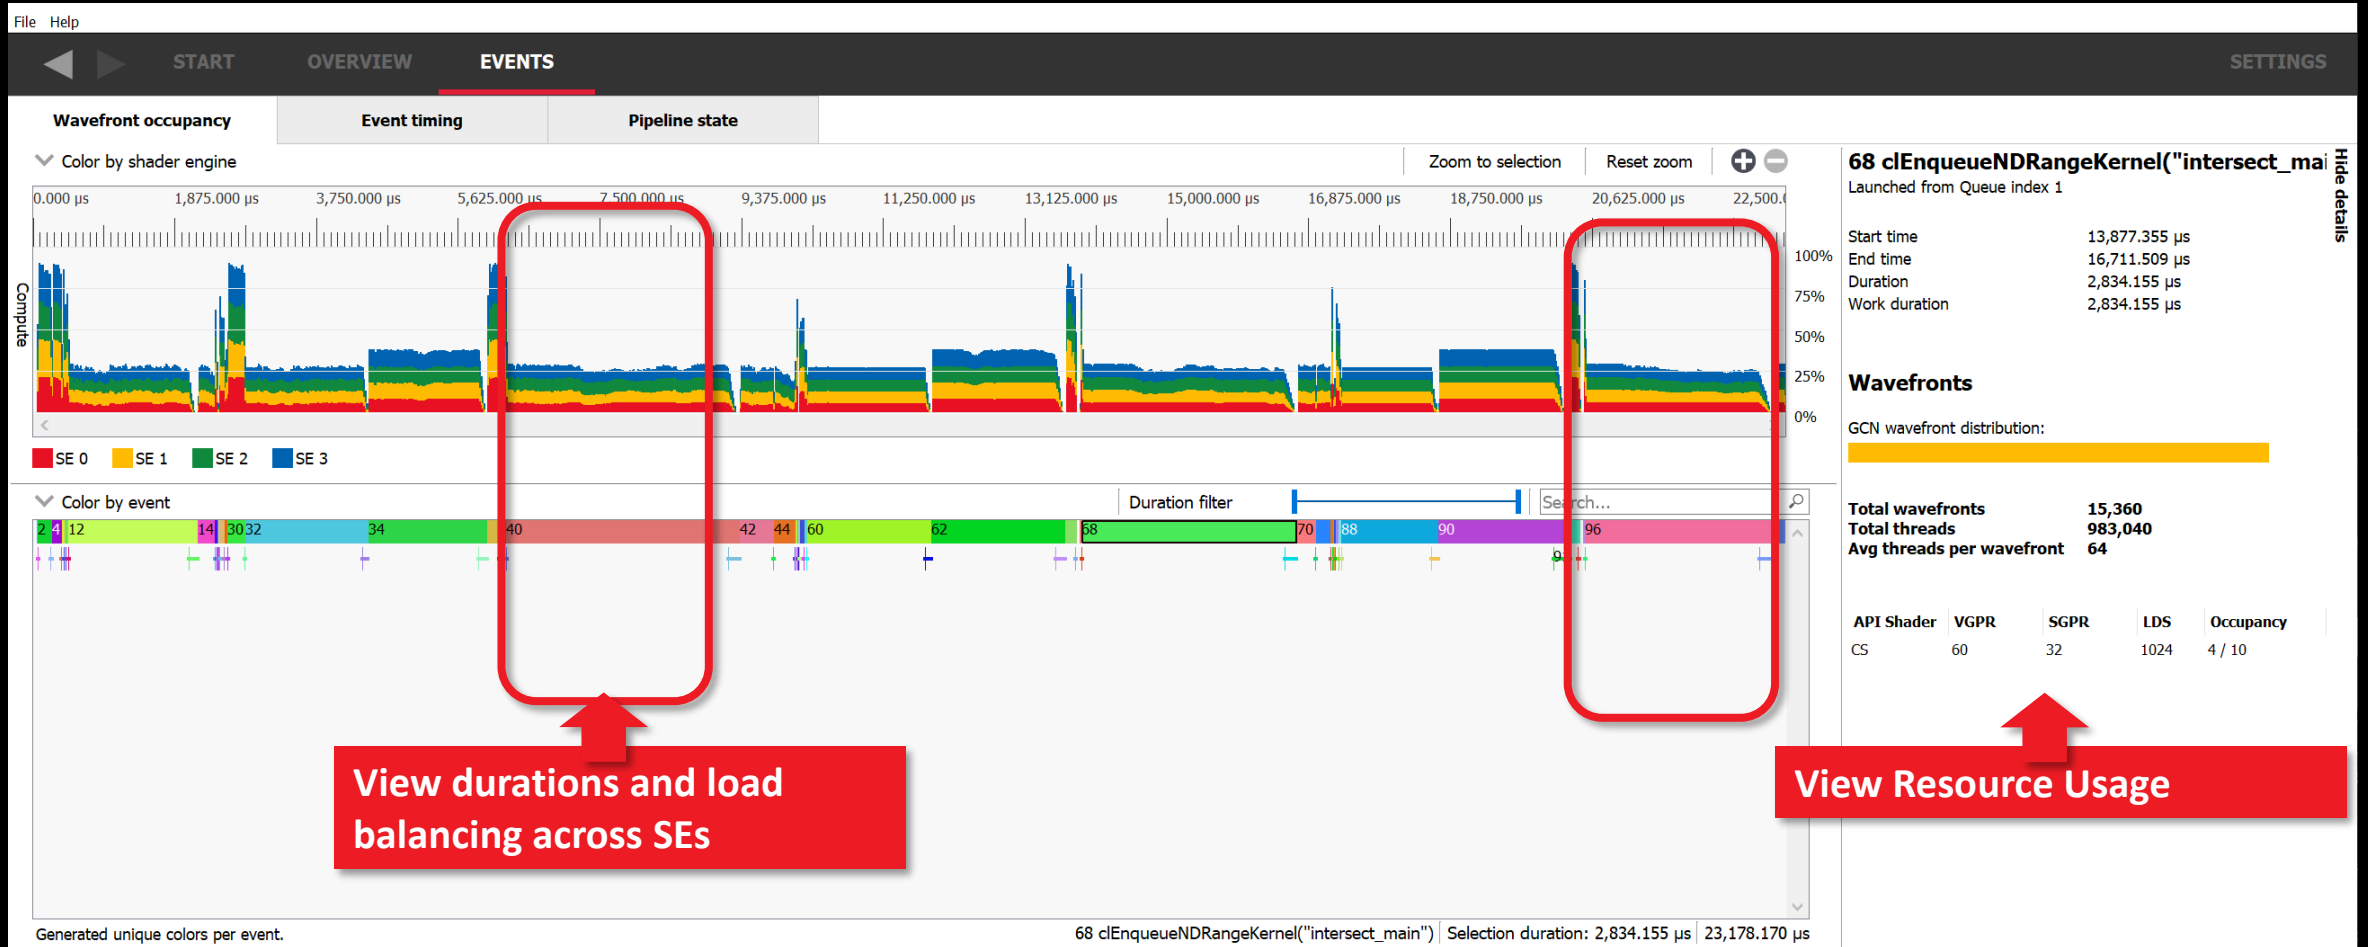 File Help
START OVERVIEW EVENTS SETTINGS
Wavefront occupancy Event timing Pipeline state
Color by shader engine Zoom to selection Reset zoom
0.000 µs 1,875.000 µs 3,750.000 µs 5,625.000 µs 7,500.000 µs 9,375.000 µs 11,250.000 µs 13,125.000 µs 15,000.000 µs 16,875.000 µs 18,750.000 µs 20,625.000 µs 22,500.
Compute
100%
75%
50%
25%
0%
SE 0 SE 1 SE 2 SE 3
Color by event Duration filter Search...
2 4 12 14 30 32 34 40 42 44 60 62 68 70 88 90 96
View durations and load
balancing across SEs
Generated unique colors per event.
68 clEnqueueNDRangeKernel("intersect_main") Selection duration: 2,834.155 µs 23,178.170 µs
Hide details
68 clEnqueueNDRangeKernel("intersect_mai
Launched from Queue index 1
Start time 13,877.355 µs
End time 16,711.509 µs
Duration 2,834.155 µs
Work duration 2,834.155 µs
Wavefronts
GCN wavefront distribution:
Total wavefronts 15,360
Total threads 983,040
Avg threads per wavefront 64
API Shader VGPR SGPR LDS Occupancy
CS 60 32 1024 4 / 10
View Resource Usage